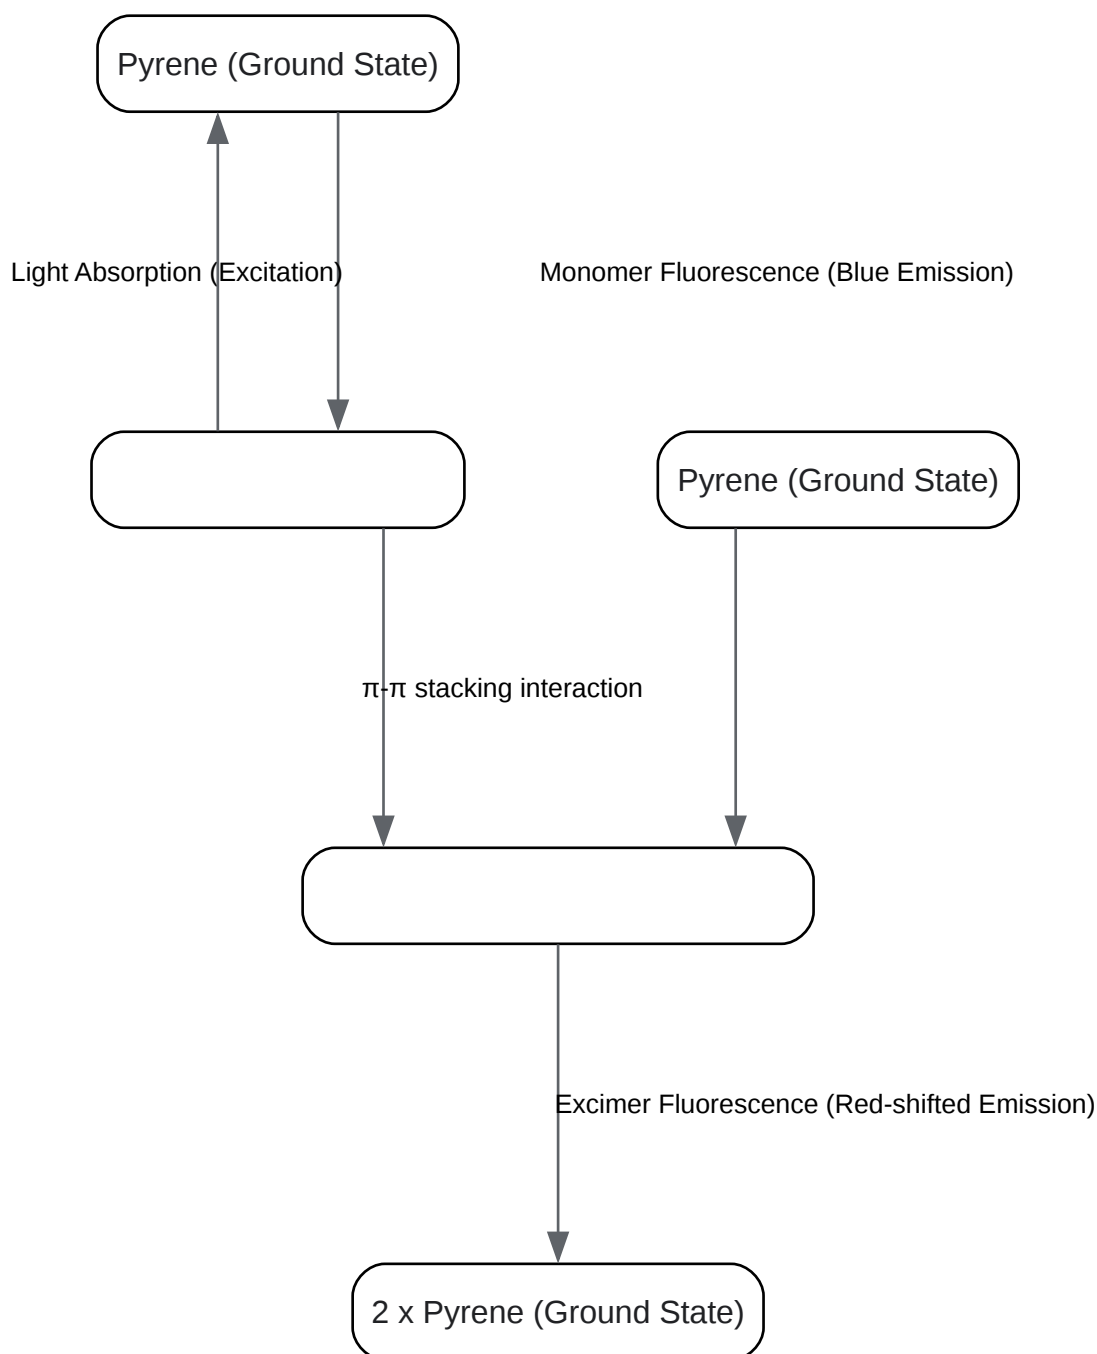 Pyrene (Ground State)
Light Absorption (Excitation)
Monomer Fluorescence (Blue Emission)
Pyrene (Ground State)
π-π stacking interaction
Excimer Fluorescence (Red-shifted Emission)
2 x Pyrene (Ground State)